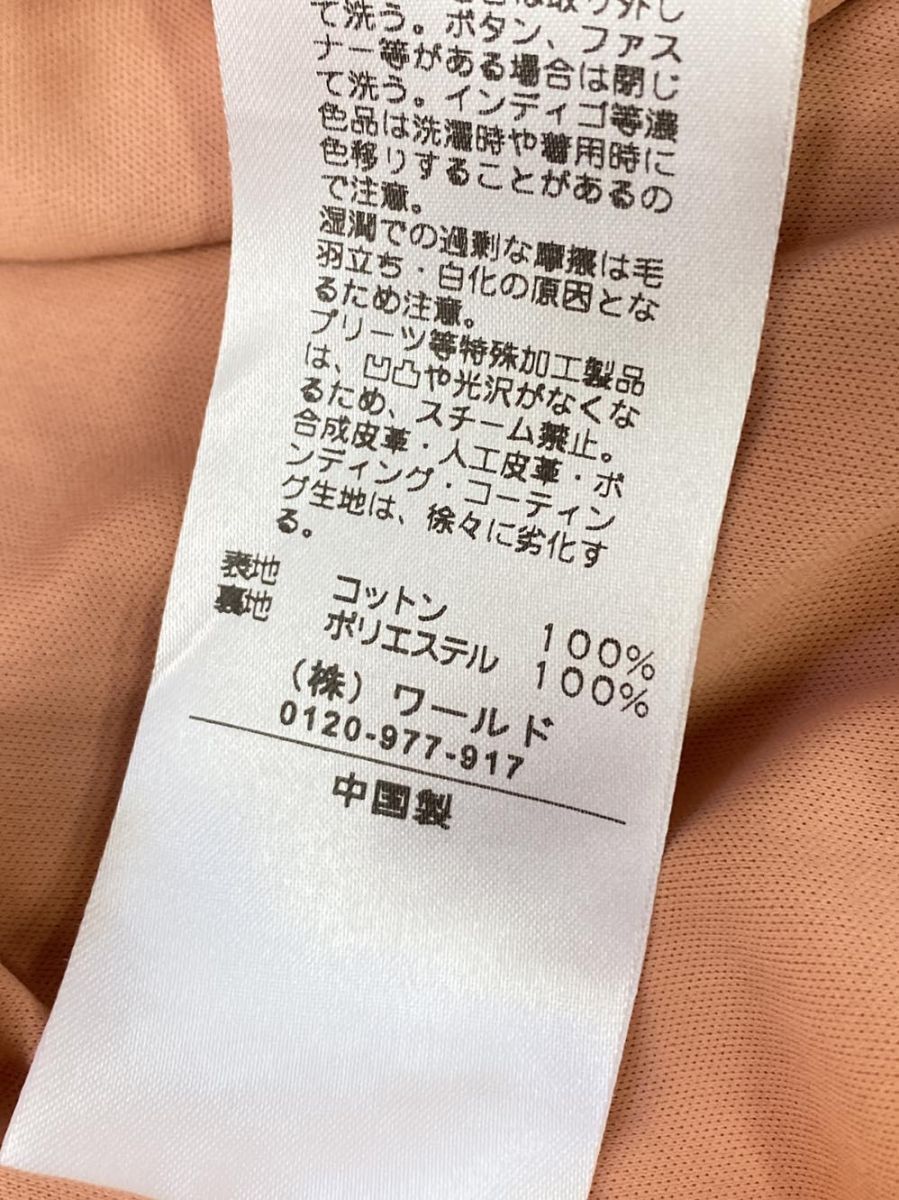 は取り外し
て洗う。ボタン、ファス
ナー等がある場合は閉じ
て洗う。インディゴ等濃
色品は洗濯時や着用時に
色移りすることがあるの
で注意。
湿潤での過剰な摩擦は毛
羽立ち・白化の原因とな
るため注意。
プリーツ等特殊加工製品
は、凹凸や光沢がなくな
るため、スチーム禁止。
合成皮革・人工皮革・ボ
ンディング・コーティン
グ生地は、徐々に劣化す
る。
表地 コットン 100%
裏地 ポリエステル 100%
(株)ワールド
0120-977-917
中国製